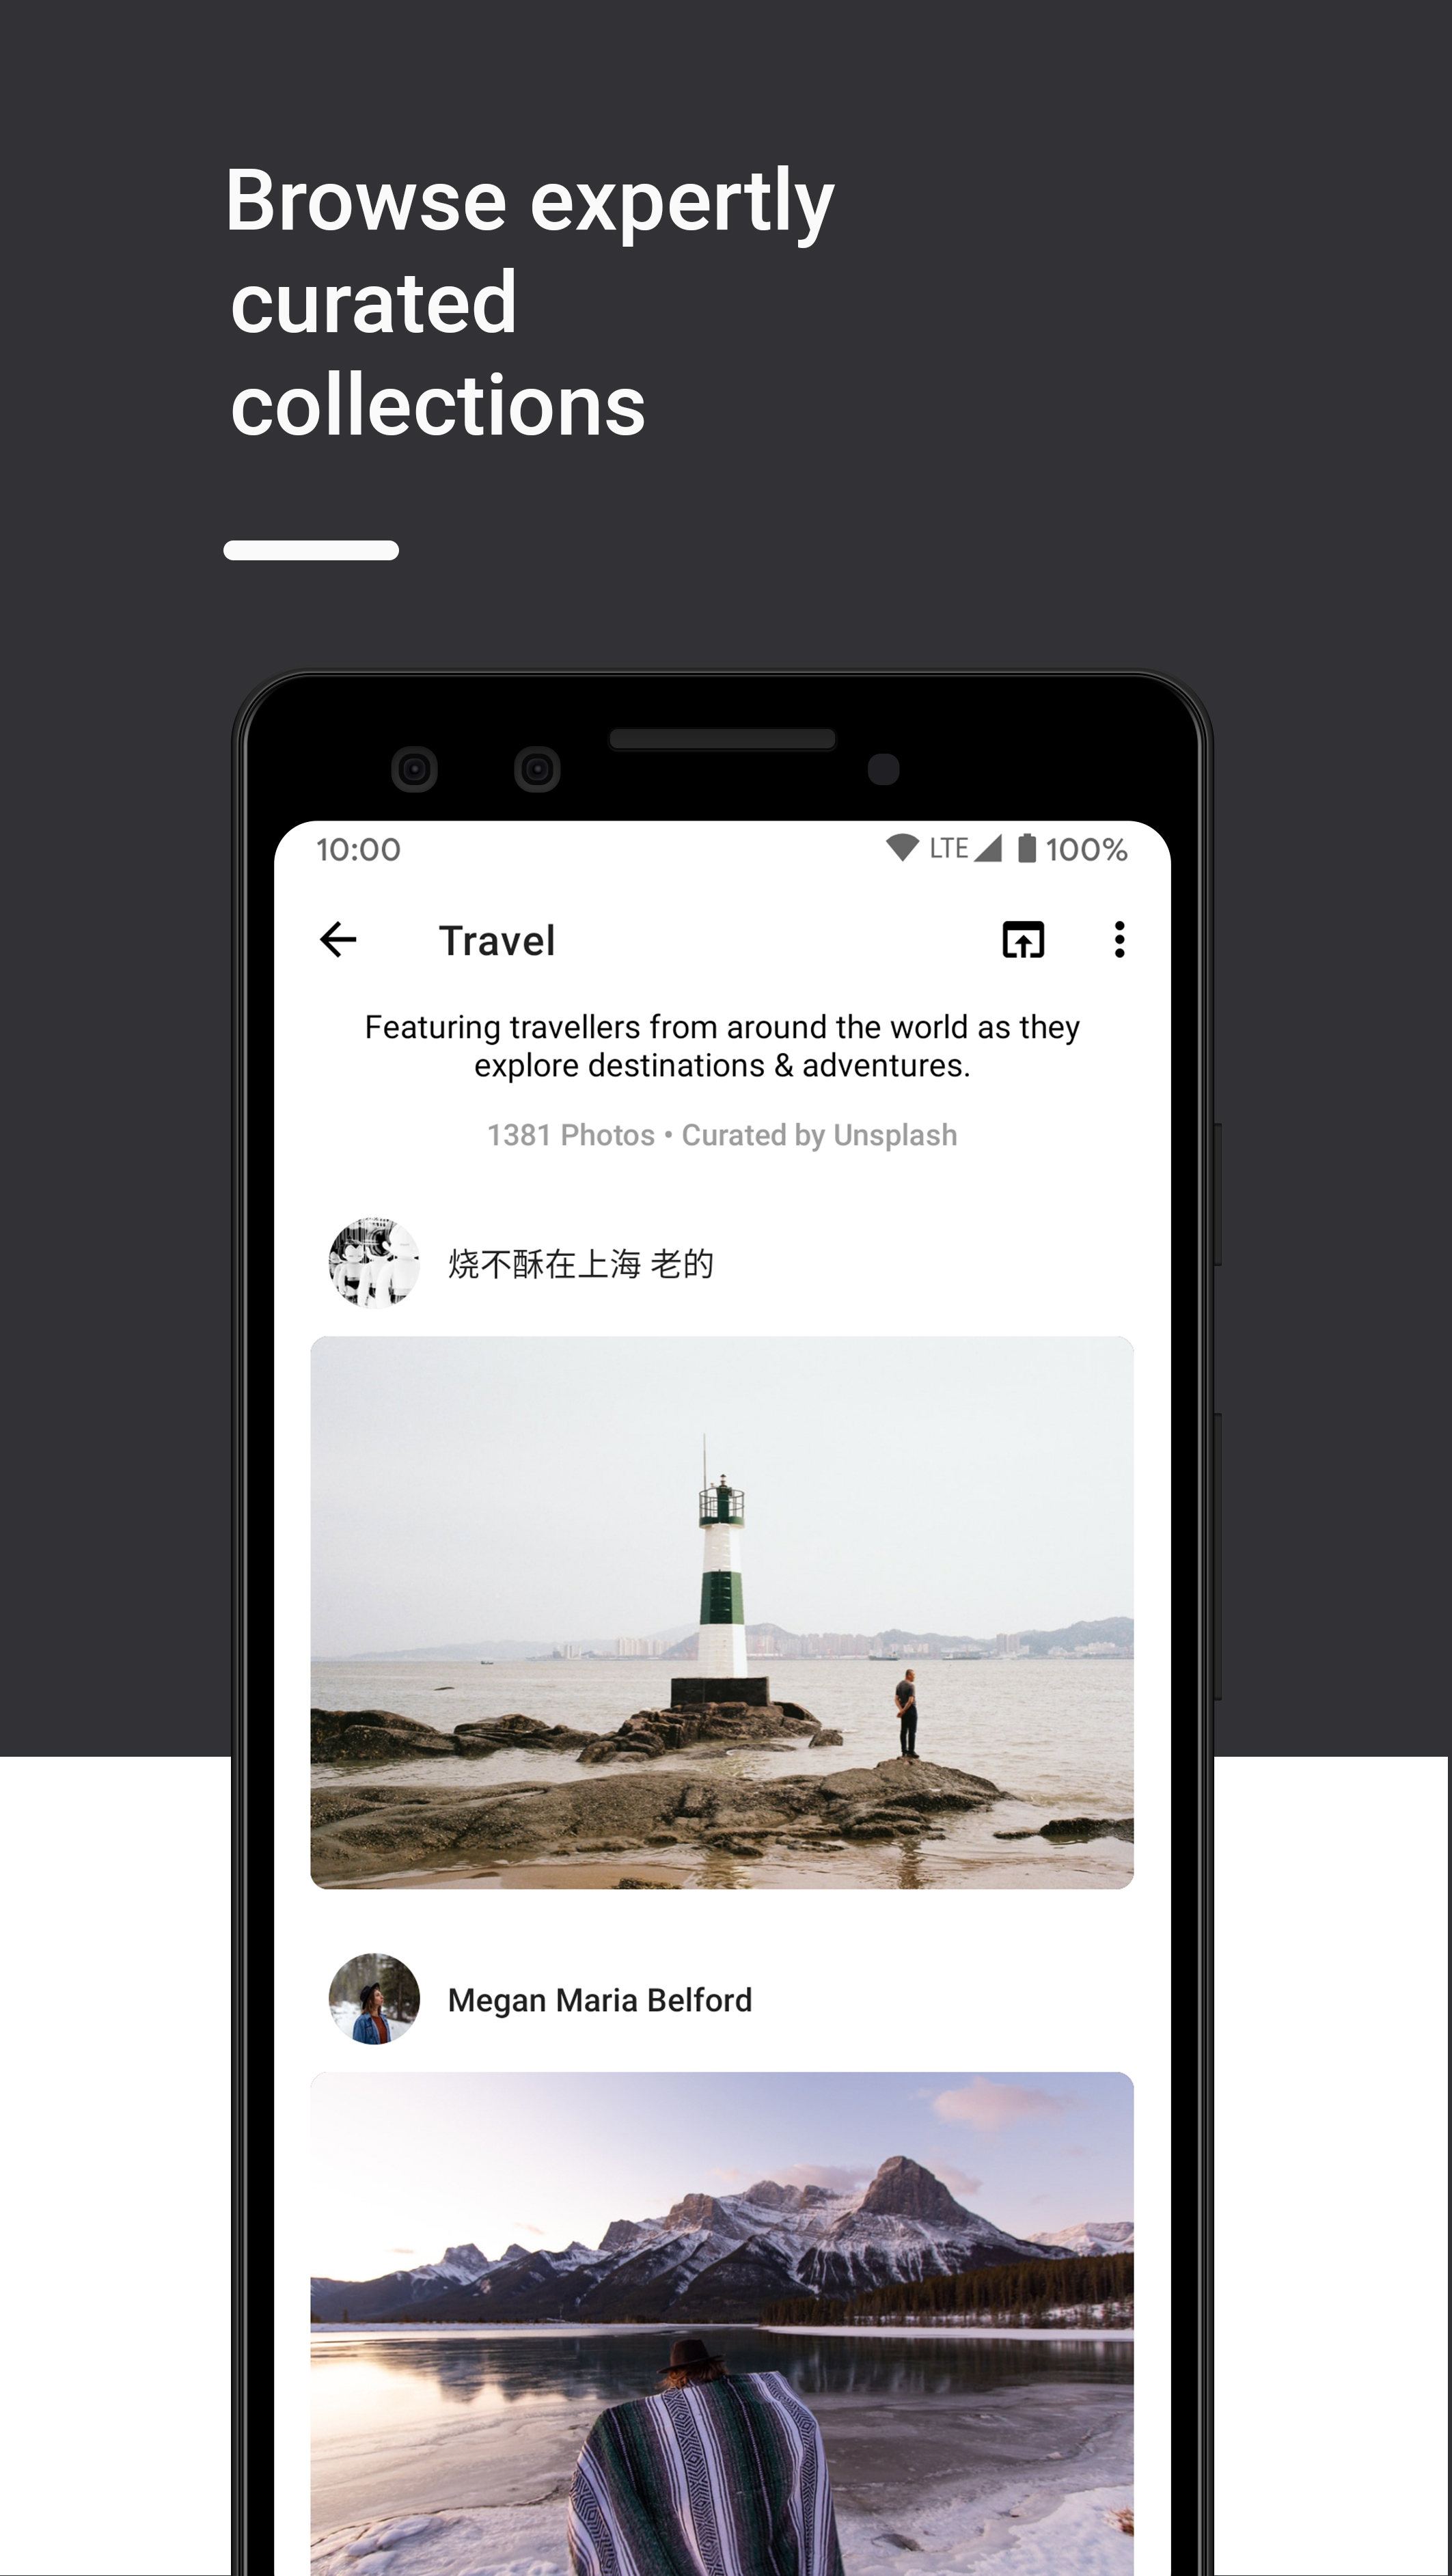 Browse expertly
curated
collections
10:00 LTE 100%
Travel
Featuring travellers from around the world as they
explore destinations & adventures.
1381 Photos • Curated by Unsplash
烧不酥在上海 老的
Megan Maria Belford